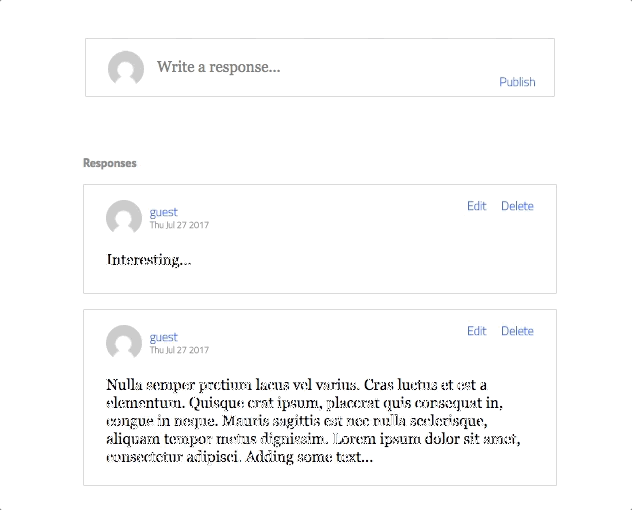 Write a response...
Publish
Responses
guest
Edit Delete
Thu Jul 27 2017
Interesting...
guest
Edit Delete
Thu Jul 27 2017
Nulla semper pretium lacus vel varius. Cras luctus et est a
elementum. Quisque erat ipsum, placerat quis consequat in,
congue in neque. Mauris sagittis est nec nulla scelerisque,
aliquam tempor metus dignissim. Lorem ipsum dolor sit amet,
consectetur adipisci. Adding some text...